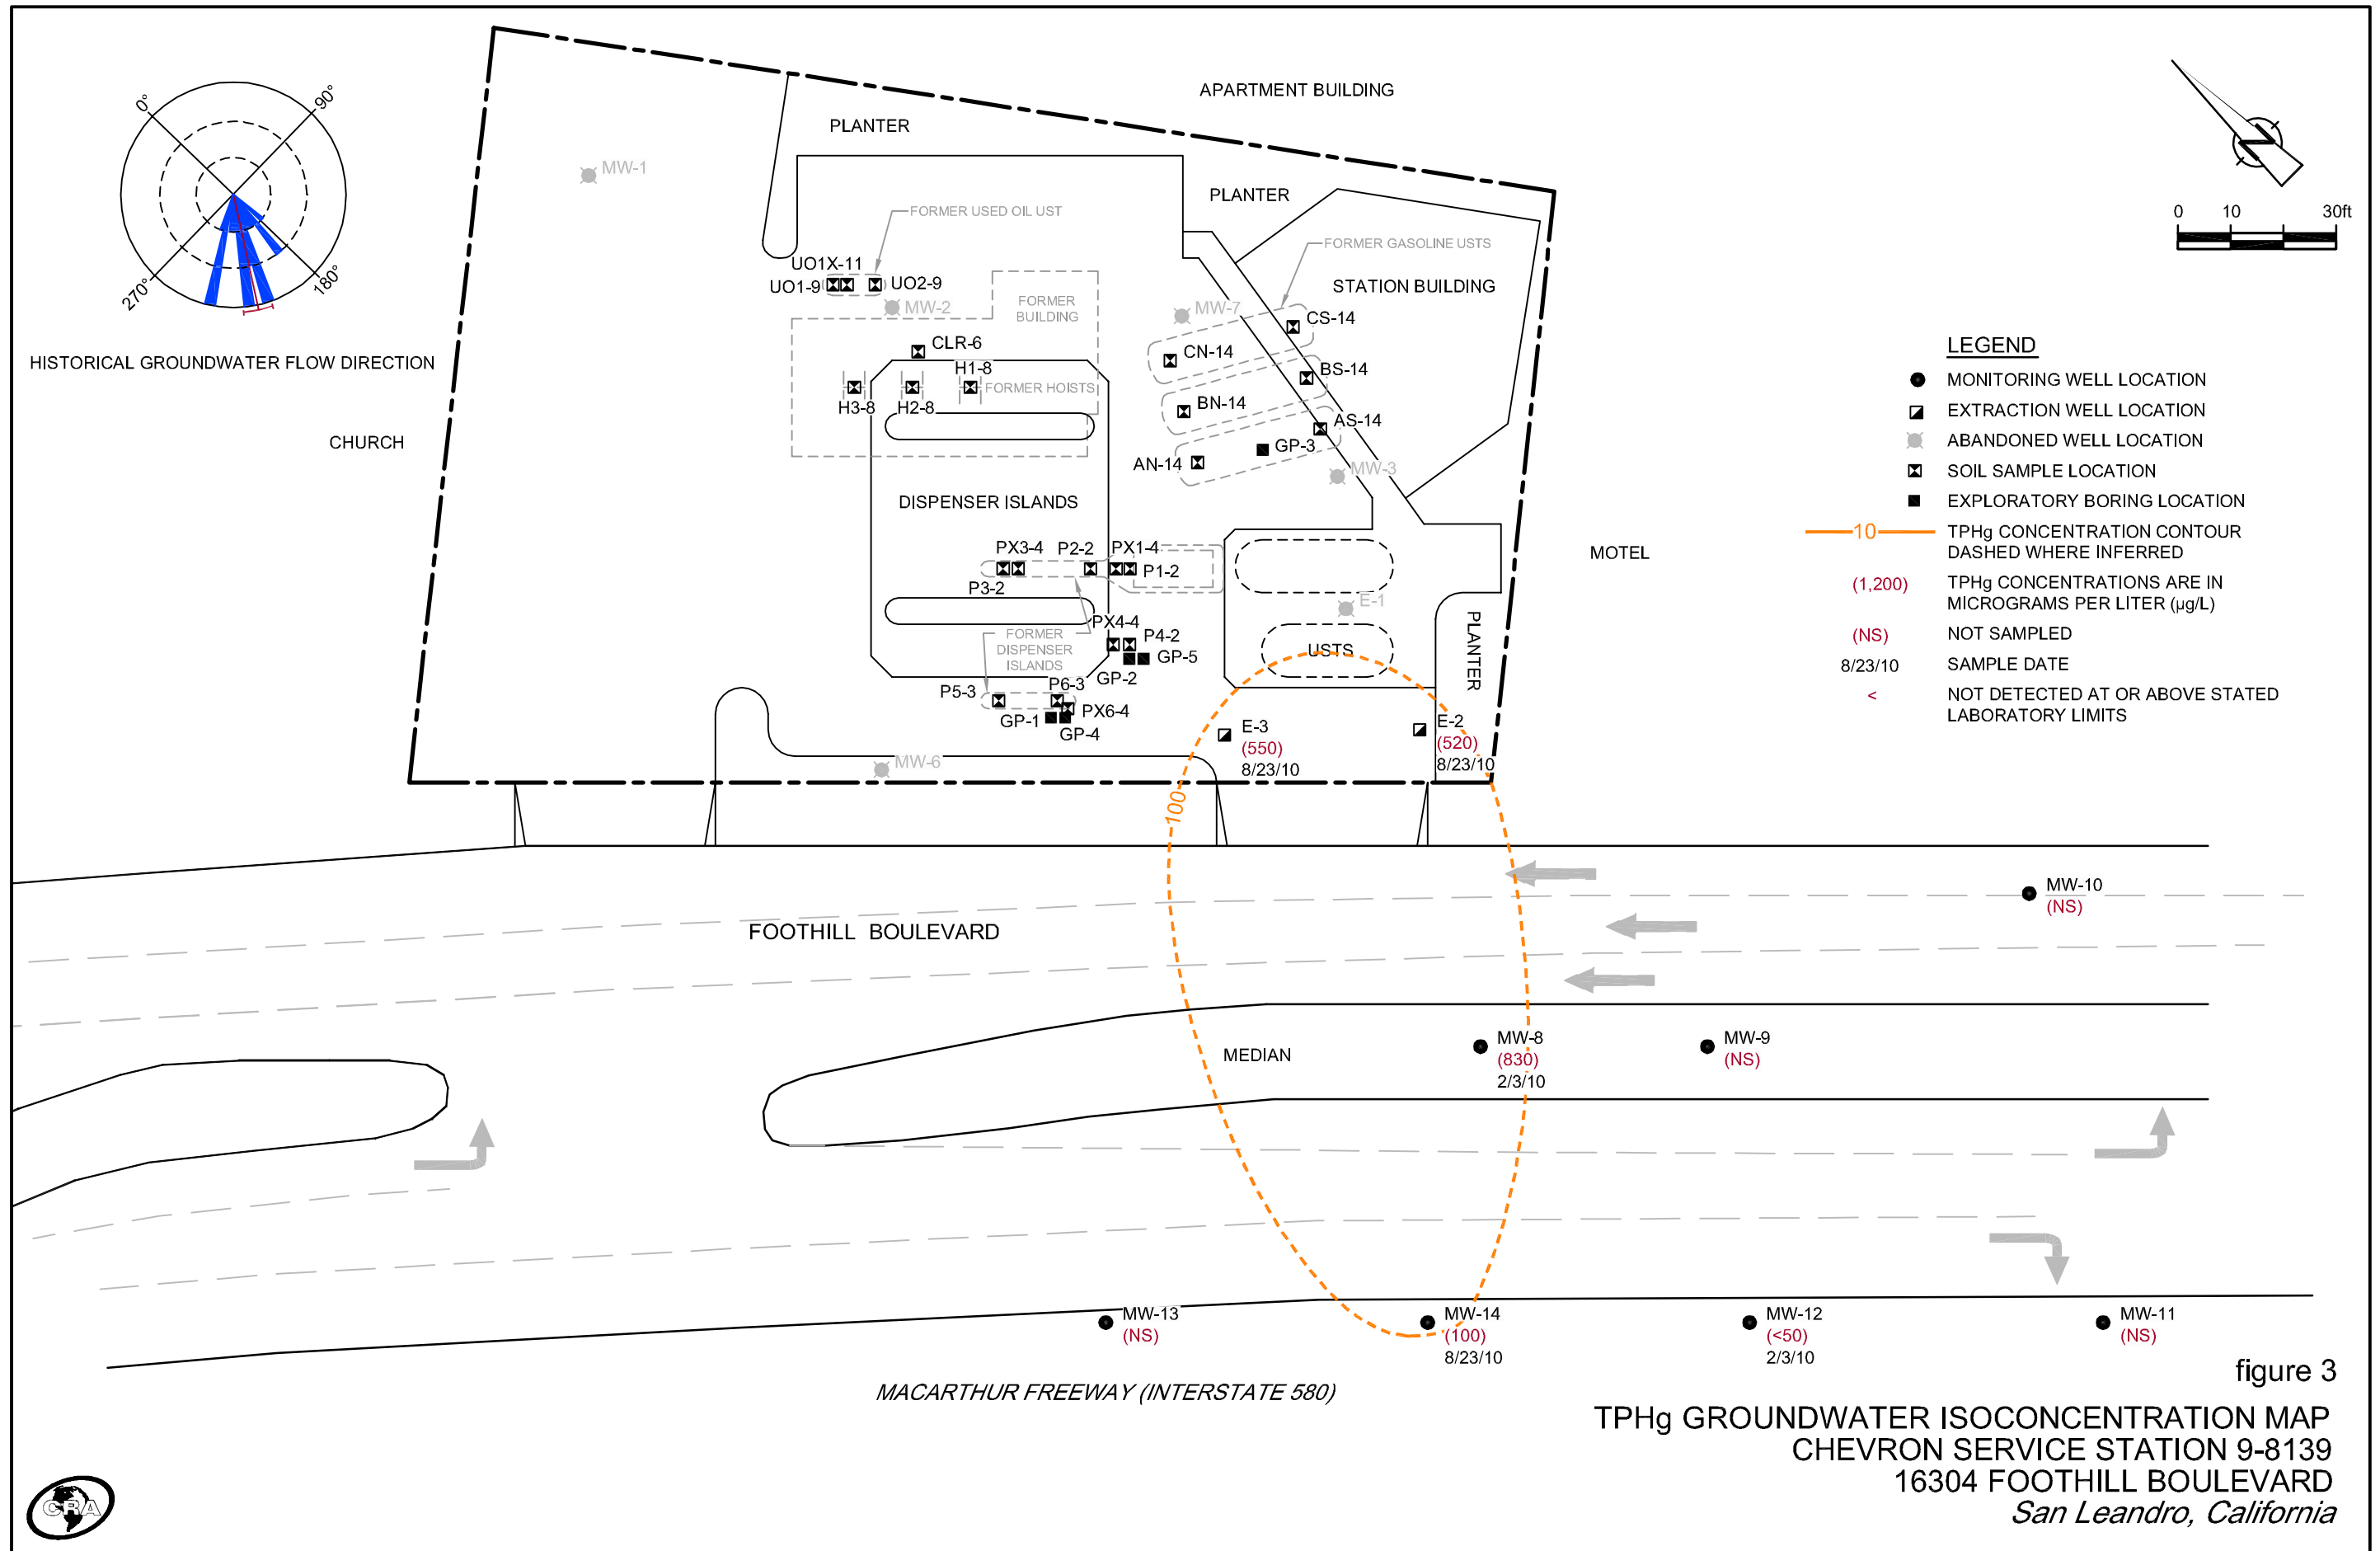 APARTMENT BUILDING
0°
90°
270°
180°
HISTORICAL GROUNDWATER FLOW DIRECTION
CHURCH
PLANTER
MW-1
PLANTER
FORMER USED OIL UST
FORMER GASOLINE USTS
UO1X-11
UO1-9
UO2-9
MW-2
FORMER
BUILDING
STATION BUILDING
MW-7
CS-14
CN-14
CLR-6
H1-8
FORMER HOISTS
H3-8
H2-8
BS-14
BN-14
AS-14
GP-3
AN-14
MW-3
DISPENSER ISLANDS
MOTEL
PX3-4
P2-2
PX1-4
P1-2
P3-2
E-1
PX4-4
P4-2
FORMER
DISPENSER
ISLANDS
GP-5
GP-2
USTS
PLANTER
P5-3
P6-3
PX6-4
GP-1
GP-4
E-3
(550)
8/23/10
E-2
(520)
8/23/10
MW-6
100
N
0 10 30ft
LEGEND
MONITORING WELL LOCATION
EXTRACTION WELL LOCATION
ABANDONED WELL LOCATION
SOIL SAMPLE LOCATION
EXPLORATORY BORING LOCATION
10 TPHg CONCENTRATION CONTOUR
DASHED WHERE INFERRED
(1,200) TPHg CONCENTRATIONS ARE IN
MICROGRAMS PER LITER (µg/L)
(NS) NOT SAMPLED
8/23/10 SAMPLE DATE
< NOT DETECTED AT OR ABOVE STATED
LABORATORY LIMITS
MW-10
(NS)
FOOTHILL BOULEVARD
MEDIAN
MW-8
(830)
2/3/10
MW-9
(NS)
MW-13
(NS)
MW-14
(100)
8/23/10
MW-12
(<50)
2/3/10
MW-11
(NS)
MACARTHUR FREEWAY (INTERSTATE 580)
figure 3
TPHg GROUNDWATER ISOCONCENTRATION MAP
CHEVRON SERVICE STATION 9-8139
16304 FOOTHILL BOULEVARD
San Leandro, California
CRA